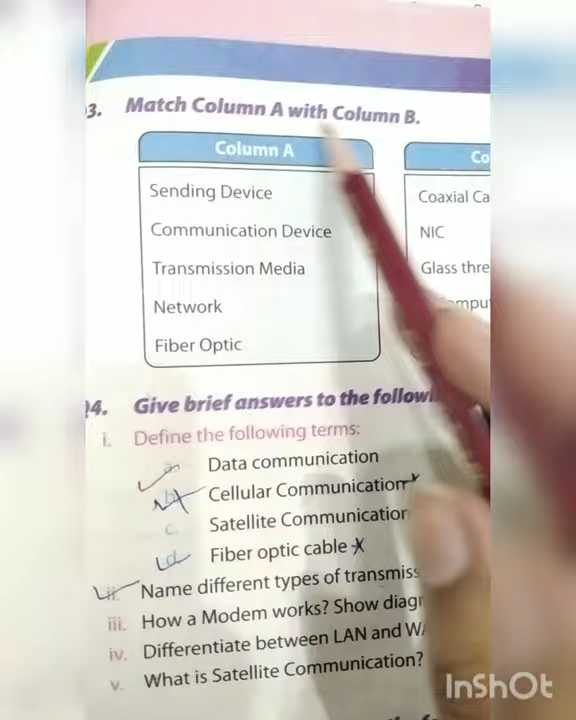 3. Match Column A with Column B.
Column A
Sending Device
Communication Device
Transmission Media
Network
Fiber Optic
Co
Coaxial Ca
NIC
Glass thre
mpu
4. Give brief answers to the follow
i. Define the following terms:
a. Data communication
b. Cellular Communication
c. Satellite Communication
d. Fiber optic cable
ii. Name different types of transmiss
iii. How a Modem works? Show diagr
iv. Differentiate between LAN and W
v. What is Satellite Communication?
InShOt